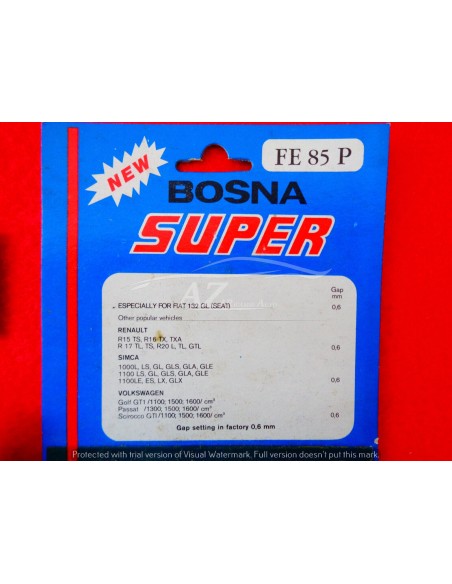 NEW
FE 85 P
BOSNA
SUPER
AZ
Gap
mm
ESPECIALLY FOR FIAT 132 GL (SEAT) 0,6
Other popular vehicles
RENAULT
R15 TS, R16 TX, TXA
R 17 TL, TS, R20 L, TL, GTL 0,6
SIMCA
1000L, LS, GL, GLS, GLA, GLE
1100 LS, GL, GLS, GLA, GLE
1100LE, ES, LX, GLX 0,6
VOLKSWAGEN
Golf GTI /1100; 1500; 1600/ cm³
Passat /1300; 1500; 1600/ cm³
Scirocco GTI /1100; 1500; 1600/ cm³ 0,6
Gap setting in factory 0,6 mm
Protected with trial version of Visual Watermark. Full version doesn't put this mark.